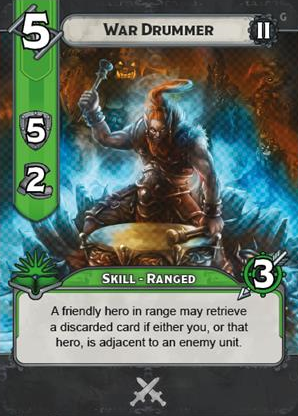 5
WAR DRUMMER
II
G
5
2
SKILL - RANGED
3
A friendly hero in range may retrieve
a discarded card if either you, or that
hero, is adjacent to an enemy unit.